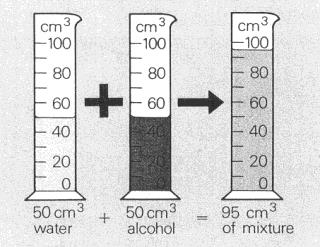 cm³ cm³ cm³
100 100 100
80 80 80
60 60 60
40 40 40
20 20 20
0 0 0
50 cm³ + 50 cm³ = 95 cm³
water alcohol of mixture